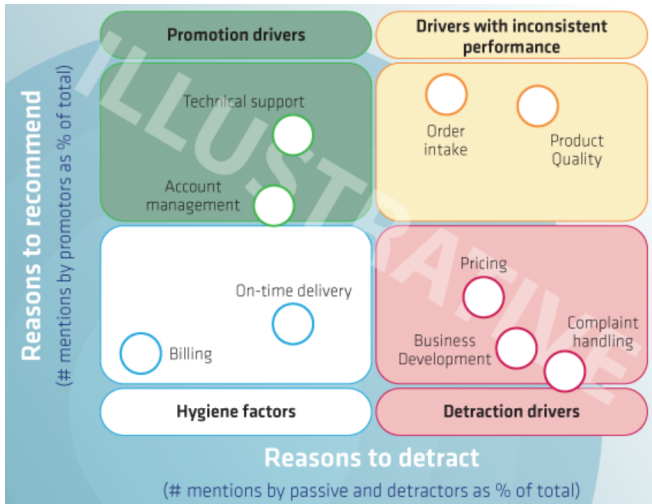 Promotion drivers
Drivers with inconsistent
performance
Technical support
Account
management
Order
intake
Product
Quality
On-time delivery
Billing
Pricing
Business
Development
Complaint
handling
Hygiene factors
Detraction drivers
Reasons to recommend
(# mentions by promotors as % of total)
Reasons to detract
(# mentions by passive and detractors as % of total)
ILLUSTRATIVE